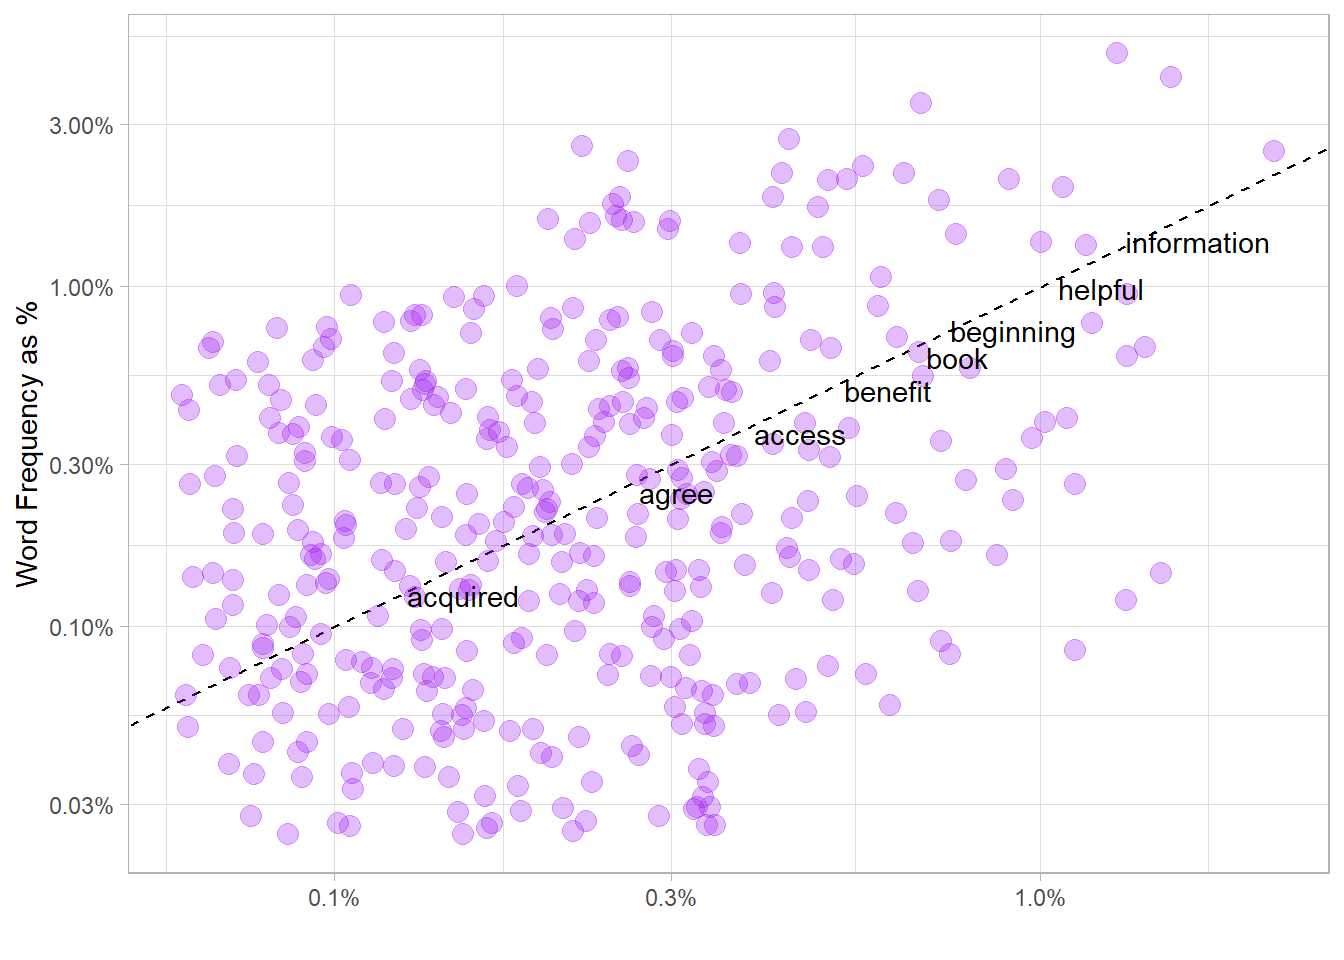 3.00%
information
1.00%
helpful
beginning
book
benefit
access
0.30%
agree
acquired
0.10%
0.03%
Word Frequency as %
0.1%
0.3%
1.0%